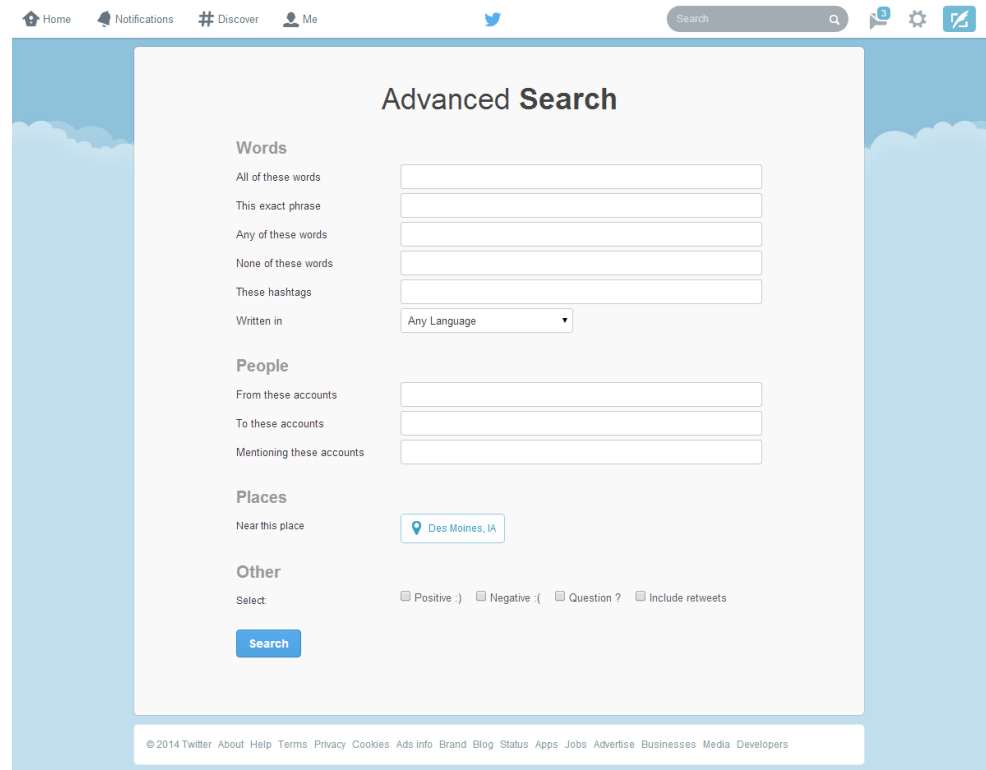 Home Notifications Discover Me Search 3
Advanced Search
Words
All of these words
This exact phrase
Any of these words
None of these words
These hashtags
Written in Any Language
People
From these accounts
To these accounts
Mentioning these accounts
Places
Near this place Des Moines, IA
Other
Select: Positive :) Negative :( Question ? Include retweets
Search
© 2014 Twitter About Help Terms Privacy Cookies Ads info Brand Blog Status Apps Jobs Advertise Businesses Media Developers